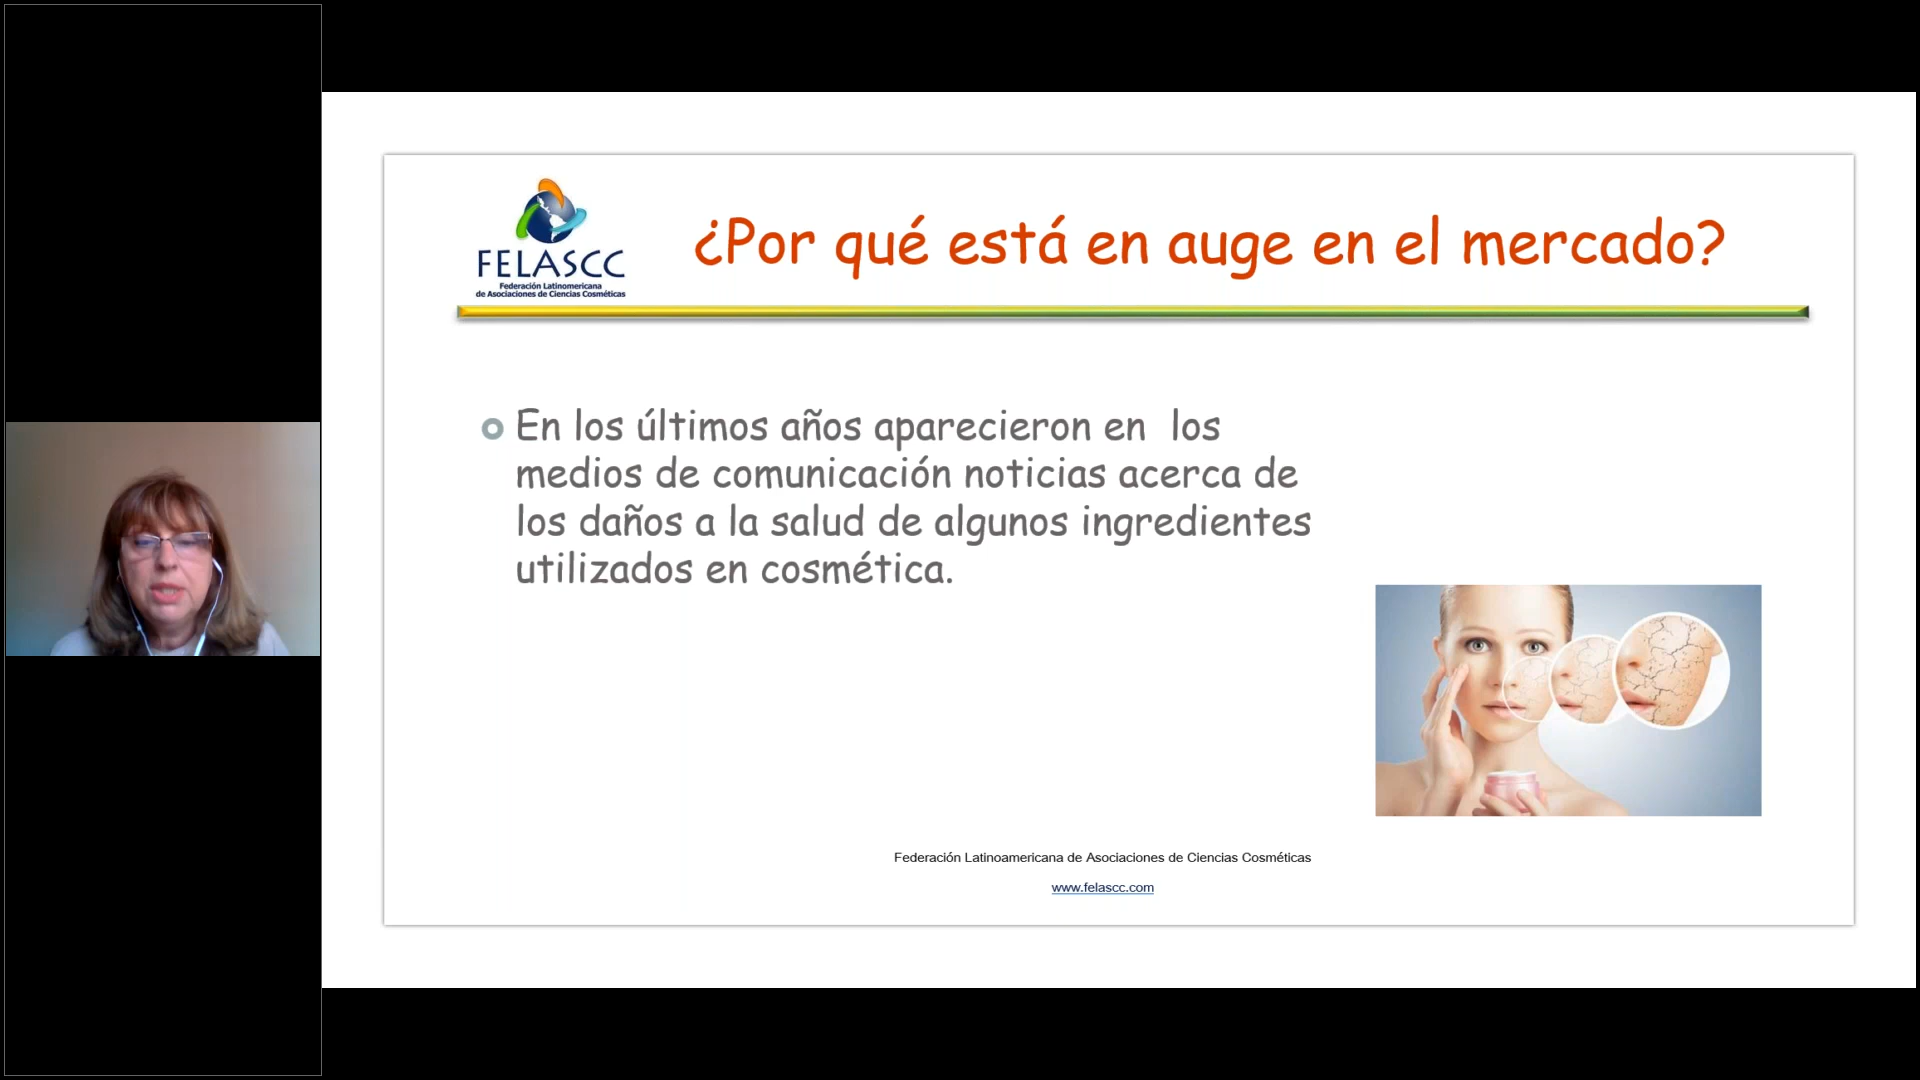 FELASCC
Federación Latinomericana
de Asociaciones de Ciencias Cosméticas
¿Por qué está en auge en el mercado?
En los últimos años aparecieron en  los
medios de comunicación noticias acerca de
los daños a la salud de algunos ingredientes
utilizados en cosmética.
Federación Latinoamericana de Asociaciones de Ciencias Cosméticas
www.felascc.com